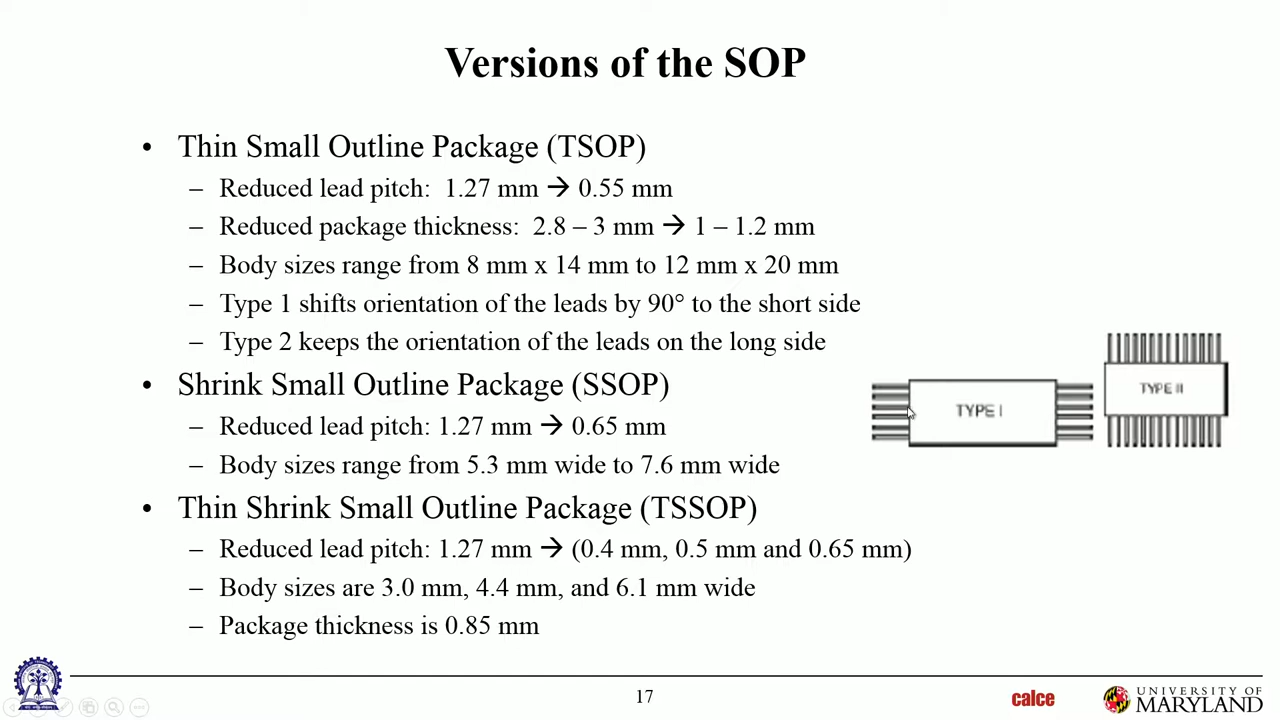 Versions of the SOP
• Thin Small Outline Package (TSOP)
– Reduced lead pitch: 1.27 mm → 0.55 mm
– Reduced package thickness: 2.8 – 3 mm → 1 – 1.2 mm
– Body sizes range from 8 mm x 14 mm to 12 mm x 20 mm
– Type 1 shifts orientation of the leads by 90° to the short side
– Type 2 keeps the orientation of the leads on the long side
• Shrink Small Outline Package (SSOP)
– Reduced lead pitch: 1.27 mm → 0.65 mm
– Body sizes range from 5.3 mm wide to 7.6 mm wide
• Thin Shrink Small Outline Package (TSSOP)
– Reduced lead pitch: 1.27 mm → (0.4 mm, 0.5 mm and 0.65 mm)
– Body sizes are 3.0 mm, 4.4 mm, and 6.1 mm wide
– Package thickness is 0.85 mm
TYPE I
TYPE II
17
calce
UNIVERSITY OF
MARYLAND